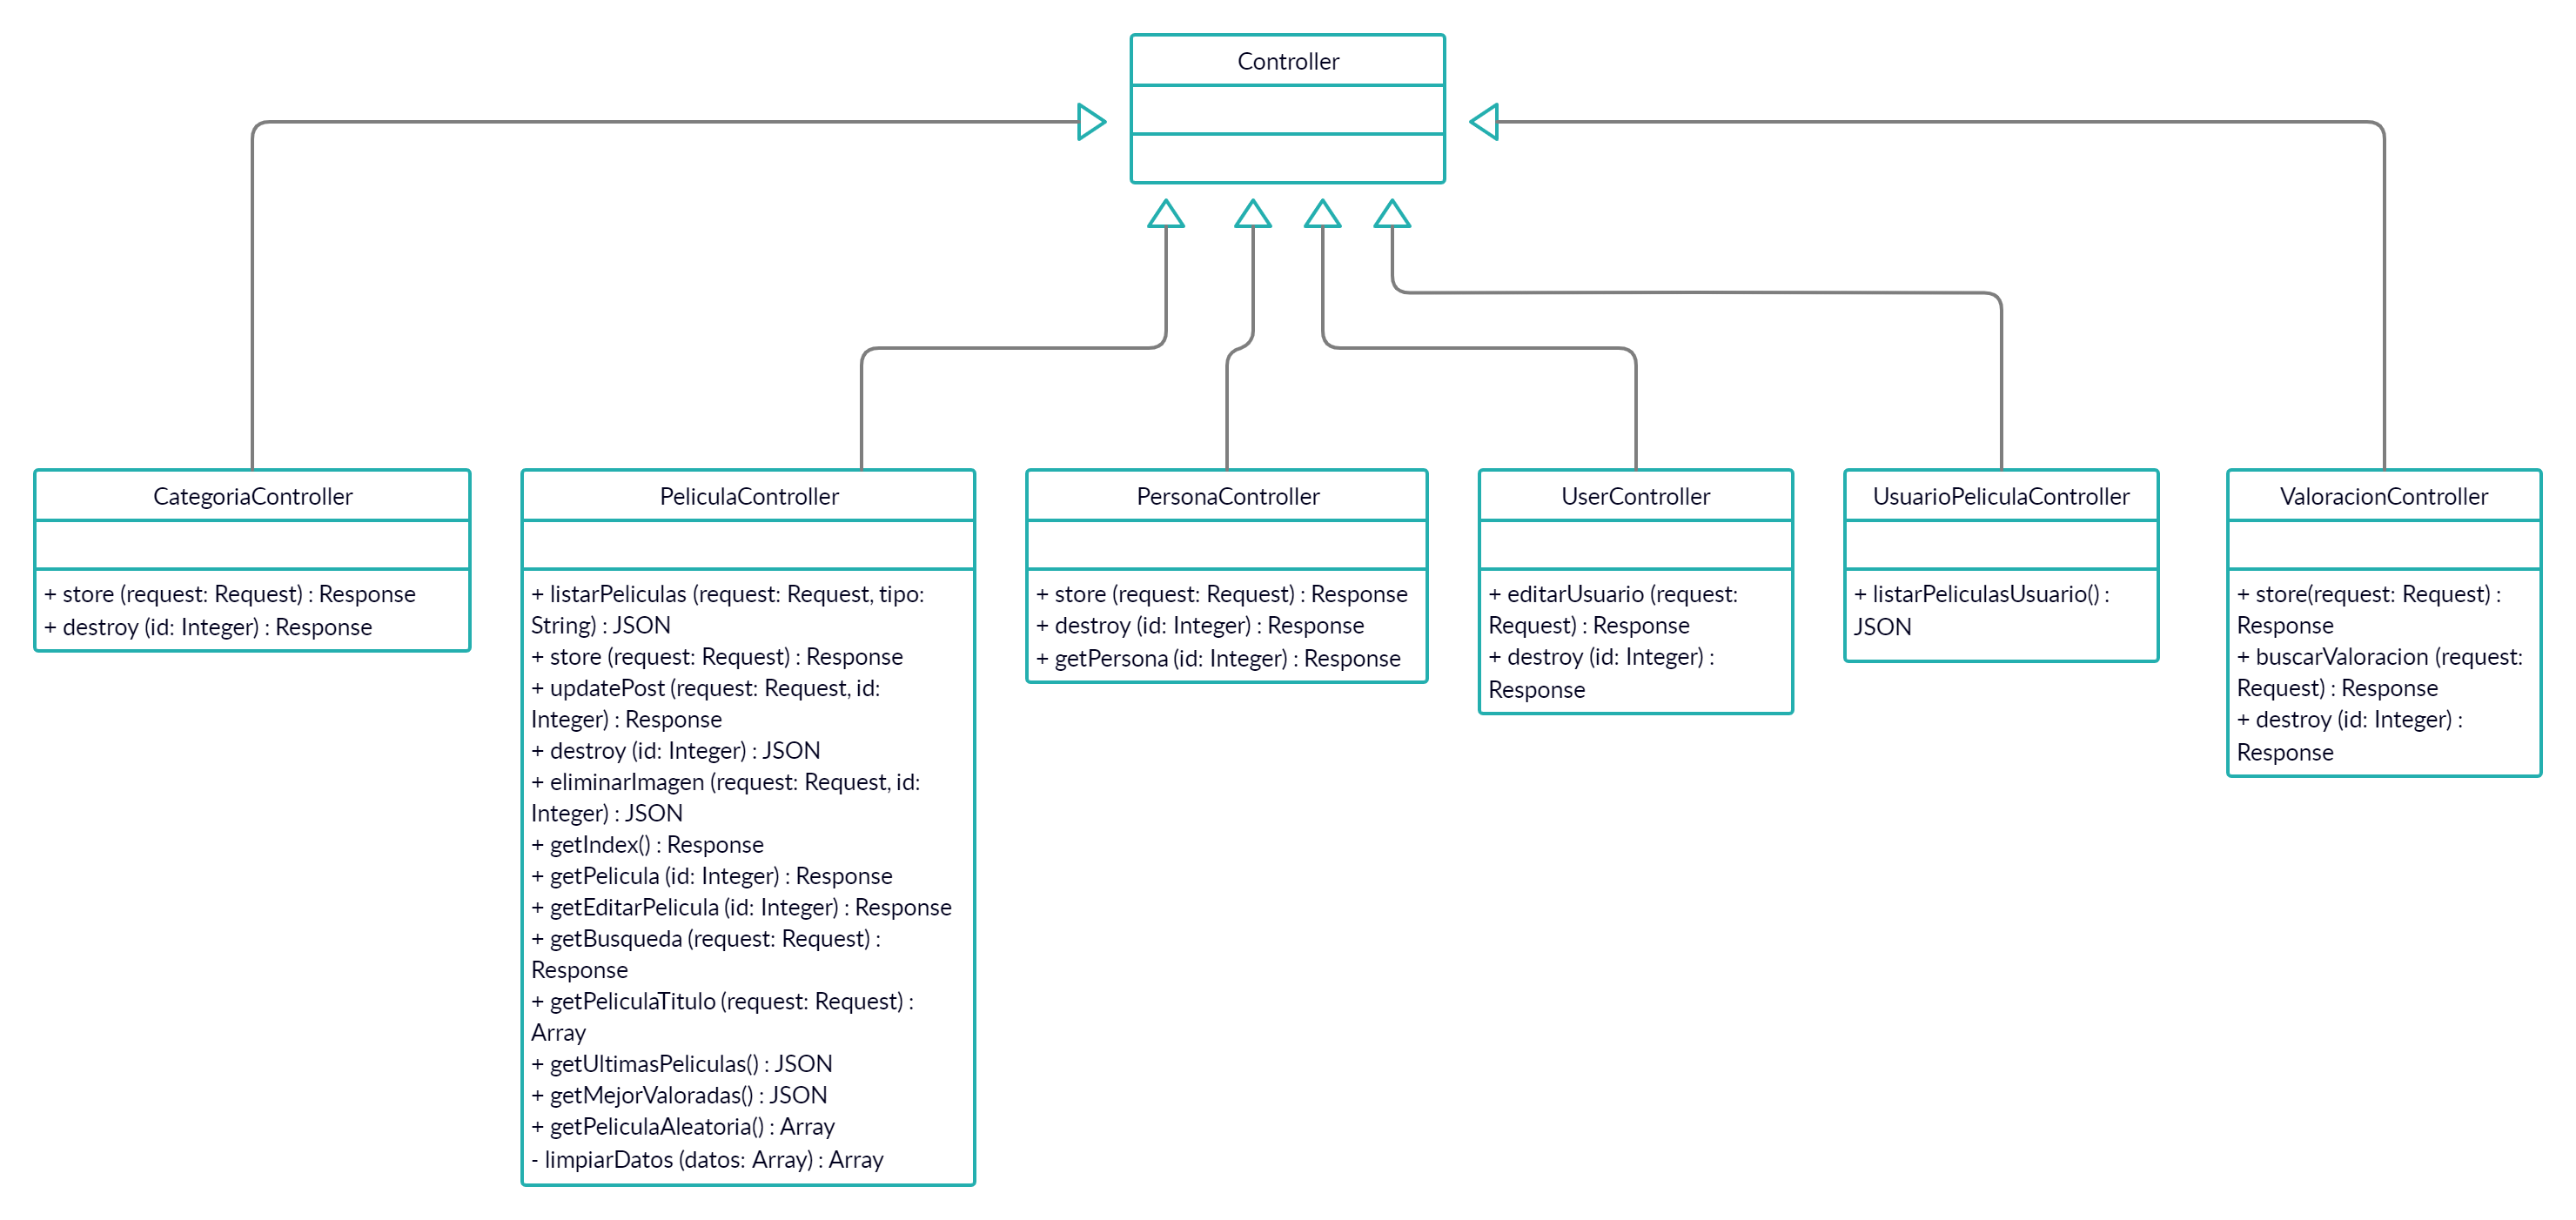 Controller
CategoriaController
+ store (request: Request) : Response
+ destroy (id: Integer) : Response
PeliculaController
+ listarPeliculas (request: Request, tipo:
String) : JSON
+ store (request: Request) : Response
+ updatePost (request: Request, id:
Integer) : Response
+ destroy (id: Integer) : JSON
+ eliminarImagen (request: Request, id:
Integer) : JSON
+ getIndex() : Response
+ getPelicula (id: Integer) : Response
+ getEditarPelicula (id: Integer) : Response
+ getBusqueda (request: Request) :
Response
+ getPeliculaTitulo (request: Request) :
Array
+ getUltimasPeliculas() : JSON
+ getMejorValoradas() : JSON
+ getPeliculaAleatoria() : Array
- limpiarDatos (datos: Array) : Array
PersonaController
+ store (request: Request) : Response
+ destroy (id: Integer) : Response
+ getPersona (id: Integer) : Response
UserController
+ editarUsuario (request:
Request) : Response
+ destroy (id: Integer) :
Response
UsuarioPeliculaController
+ listarPeliculasUsuario() :
JSON
ValoracionController
+ store(request: Request) :
Response
+ buscarValoracion (request:
Request) : Response
+ destroy (id: Integer) :
Response